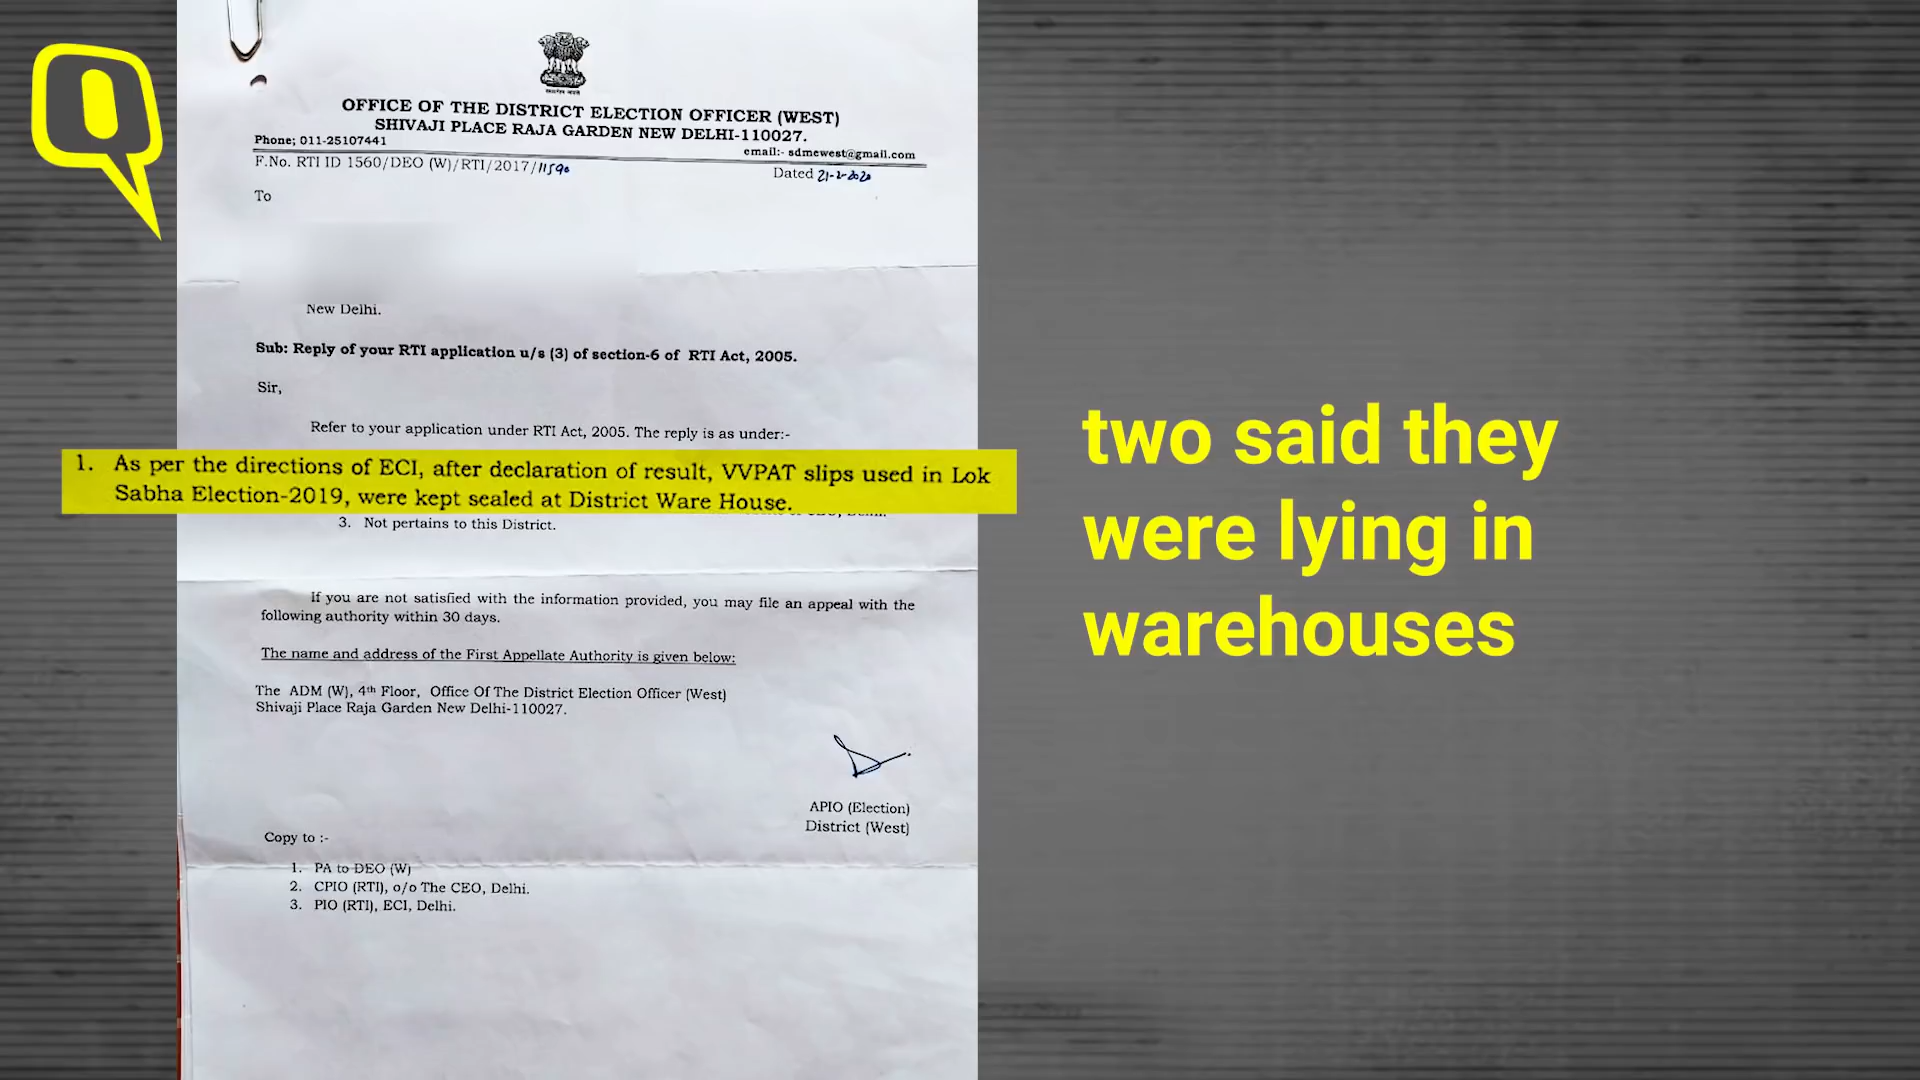 OFFICE OF THE DISTRICT ELECTION OFFICER (WEST)
SHIVAJI PLACE RAJA GARDEN NEW DELHI-110027.
Phone; 011-25107441
email:- sdmewest@gmail.com
F.No. RTI ID 1560/DEO (W)/RTI/2017/11590
Dated 21-2-2020
To
New Delhi.
Sub: Reply of your RTI application u/s (3) of section-6 of RTI Act, 2005.
Sir,
Refer to your application under RTI Act, 2005. The reply is as under:-
1. As per the directions of ECI, after declaration of result, VVPAT slips used in Lok
Sabha Election-2019, were kept sealed at District Ware House.
3. Not pertains to this District.
If you are not satisfied with the information provided, you may file an appeal with the
following authority within 30 days.
The name and address of the First Appellate Authority is given below:
The ADM (W), 4th Floor, Office Of The District Election Officer (West)
Shivaji Place Raja Garden New Delhi-110027.
APIO (Election)
District (West)
Copy to :-
1. PA to DEO (W)
2. CPIO (RTI), o/o The CEO, Delhi.
3. PIO (RTI), ECI, Delhi.
two said they
were lying in
warehouses